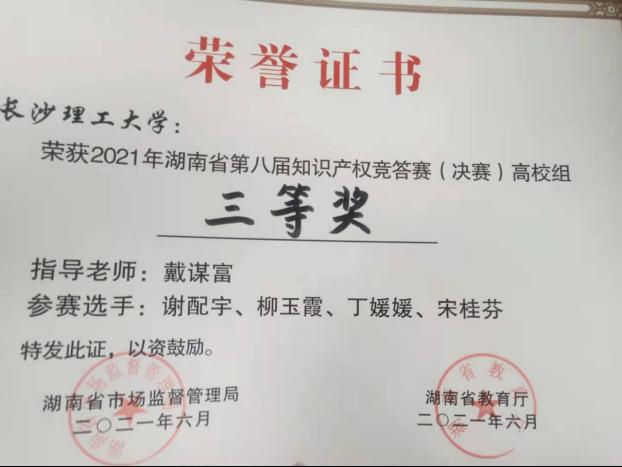 荣誉证书
长沙理工大学：
荣获2021年湖南省第八届知识产权竞答赛（决赛）高校组
三等奖
指导老师：戴谋富
参赛选手：谢配宇、柳玉霞、丁媛媛、宋桂芬
特发此证，以资鼓励。
湖南省市场监督管理局 湖南省教育厅
二〇二一年六月 二〇二一年六月